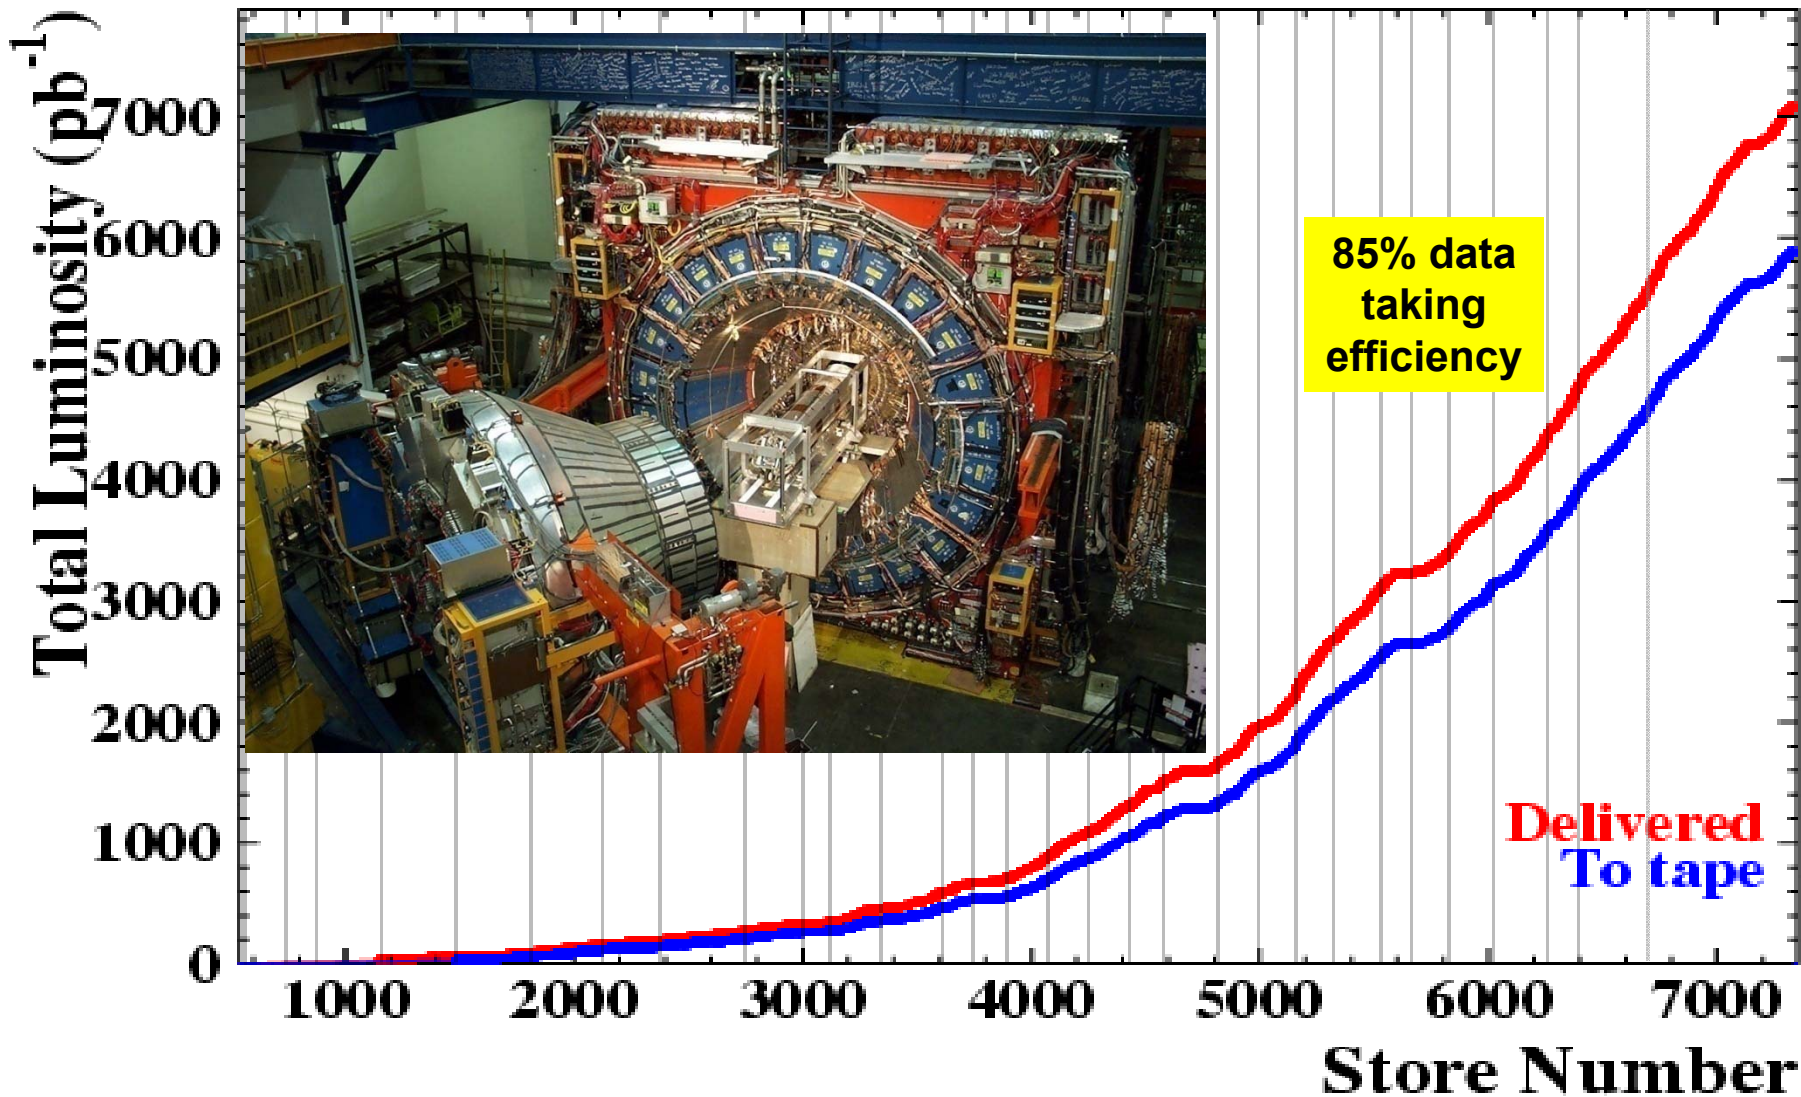 Total Luminosity (pb-1)
7000
6000
5000
4000
3000
2000
1000
0
85% data
taking
efficiency
Delivered
To tape
1000 2000 3000 4000 5000 6000 7000
Store Number